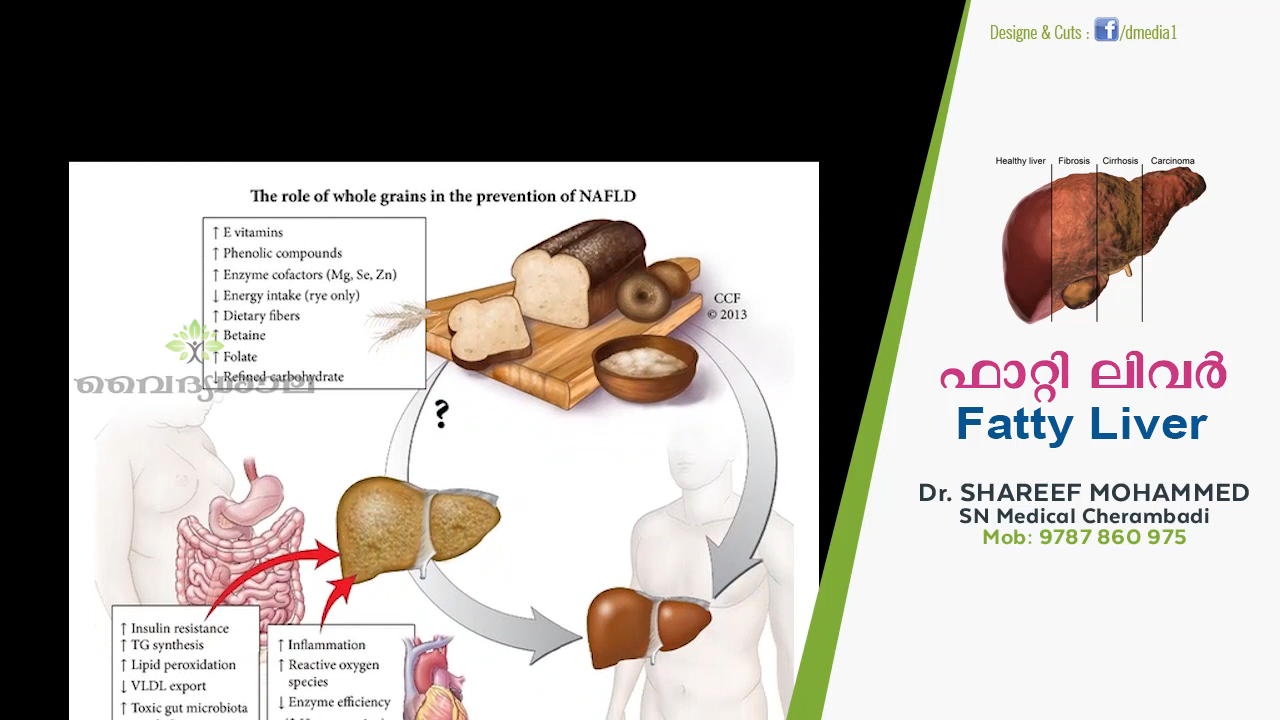 Designe & Cuts : f/dmedia1
The role of whole grains in the prevention of NAFLD
↑ E vitamins
↑ Phenolic compounds
↑ Enzyme cofactors (Mg, Se, Zn)
↓ Energy intake (rye only)
↑ Dietary fibers
↑ Betaine
↑ Folate
↓ Refined carbohydrate
വൈദ്യശാല
CCF
© 2013
?
↑ Insulin resistance
↑ TG synthesis
↑ Lipid peroxidation
↓ VLDL export
↑ Toxic gut microbiota
↑ Inflammation
↑ Reactive oxygen
species
↓ Enzyme efficiency
Healthy liver Fibrosis Cirrhosis Carcinoma
ഫാറ്റി ലിവർ
Fatty Liver
Dr. SHAREEF MOHAMMED
SN Medical Cherambadi
Mob: 9787 860 975